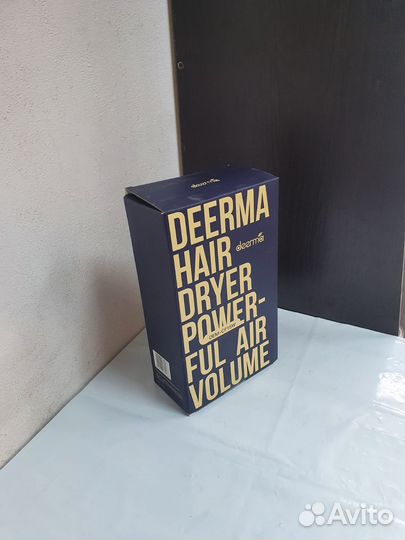 deerma
DEERMA
HAIR deerma
DRYER
POWER-
FUL AIR
VOLUME
Avito